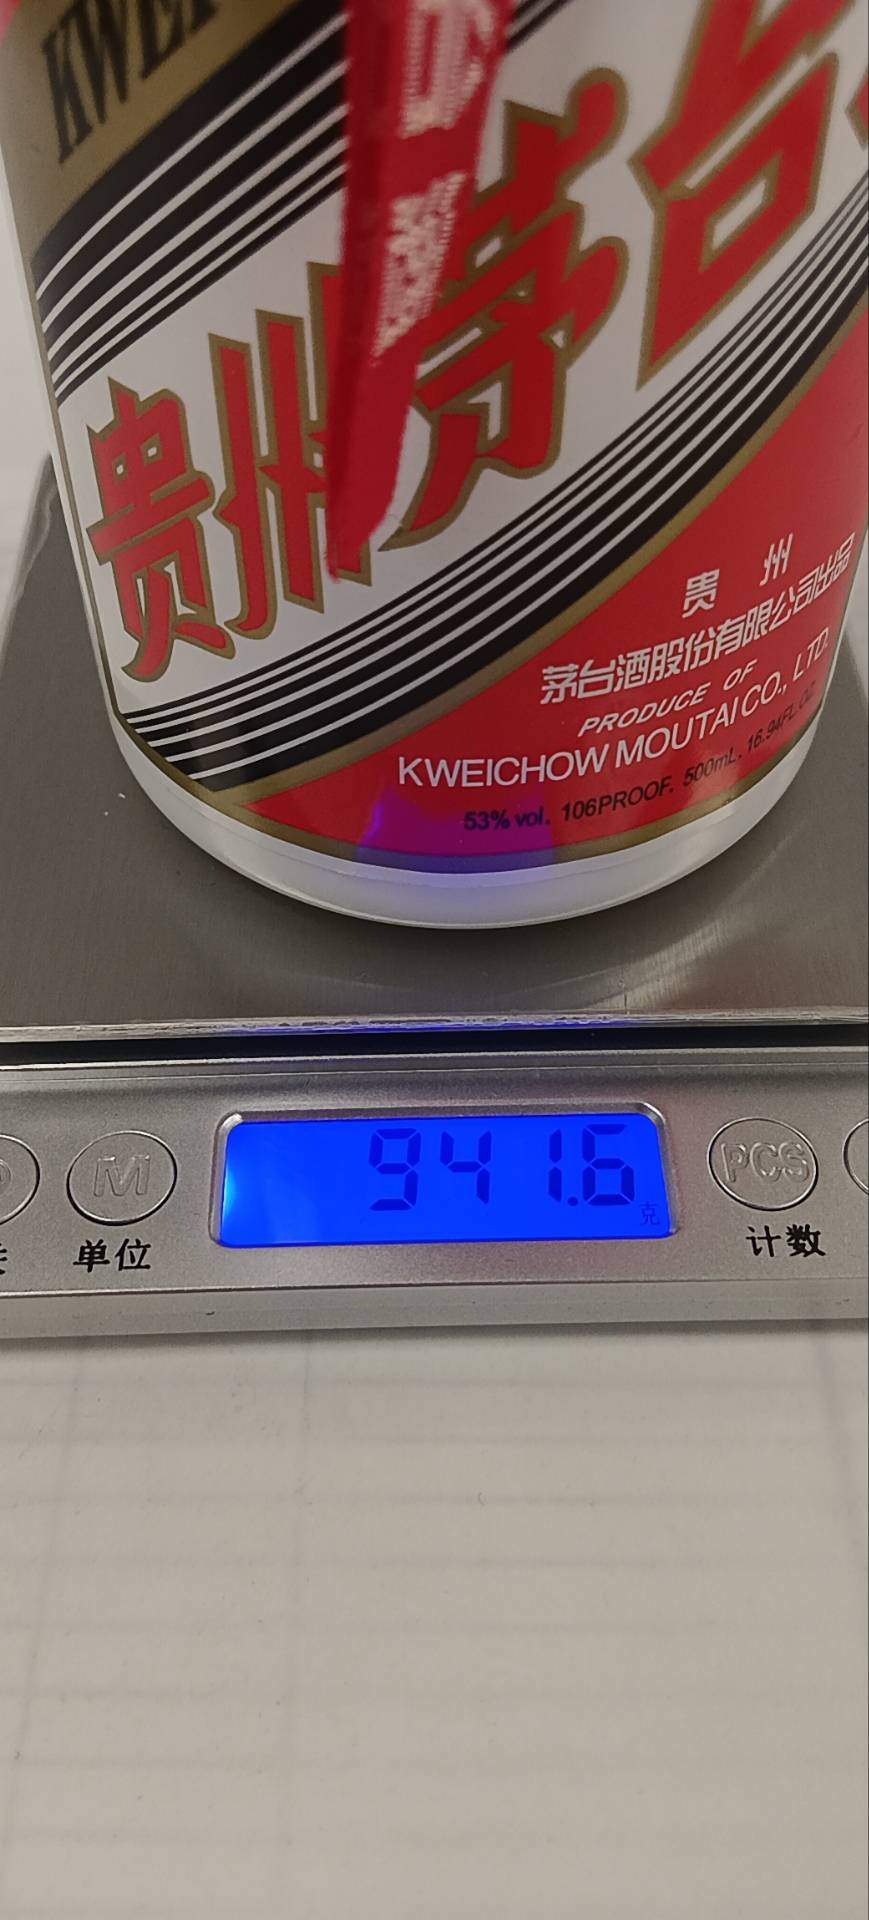 KWEI
贵州茅台
贵 州
茅台酒股份有限公司出品
PRODUCE OF
KWEICHOW MOUTAI CO., LTD.
53% vol. 106PROOF. 500mL. 16.94FL.OZ.
941.6
克
M
PCS
单位
计数